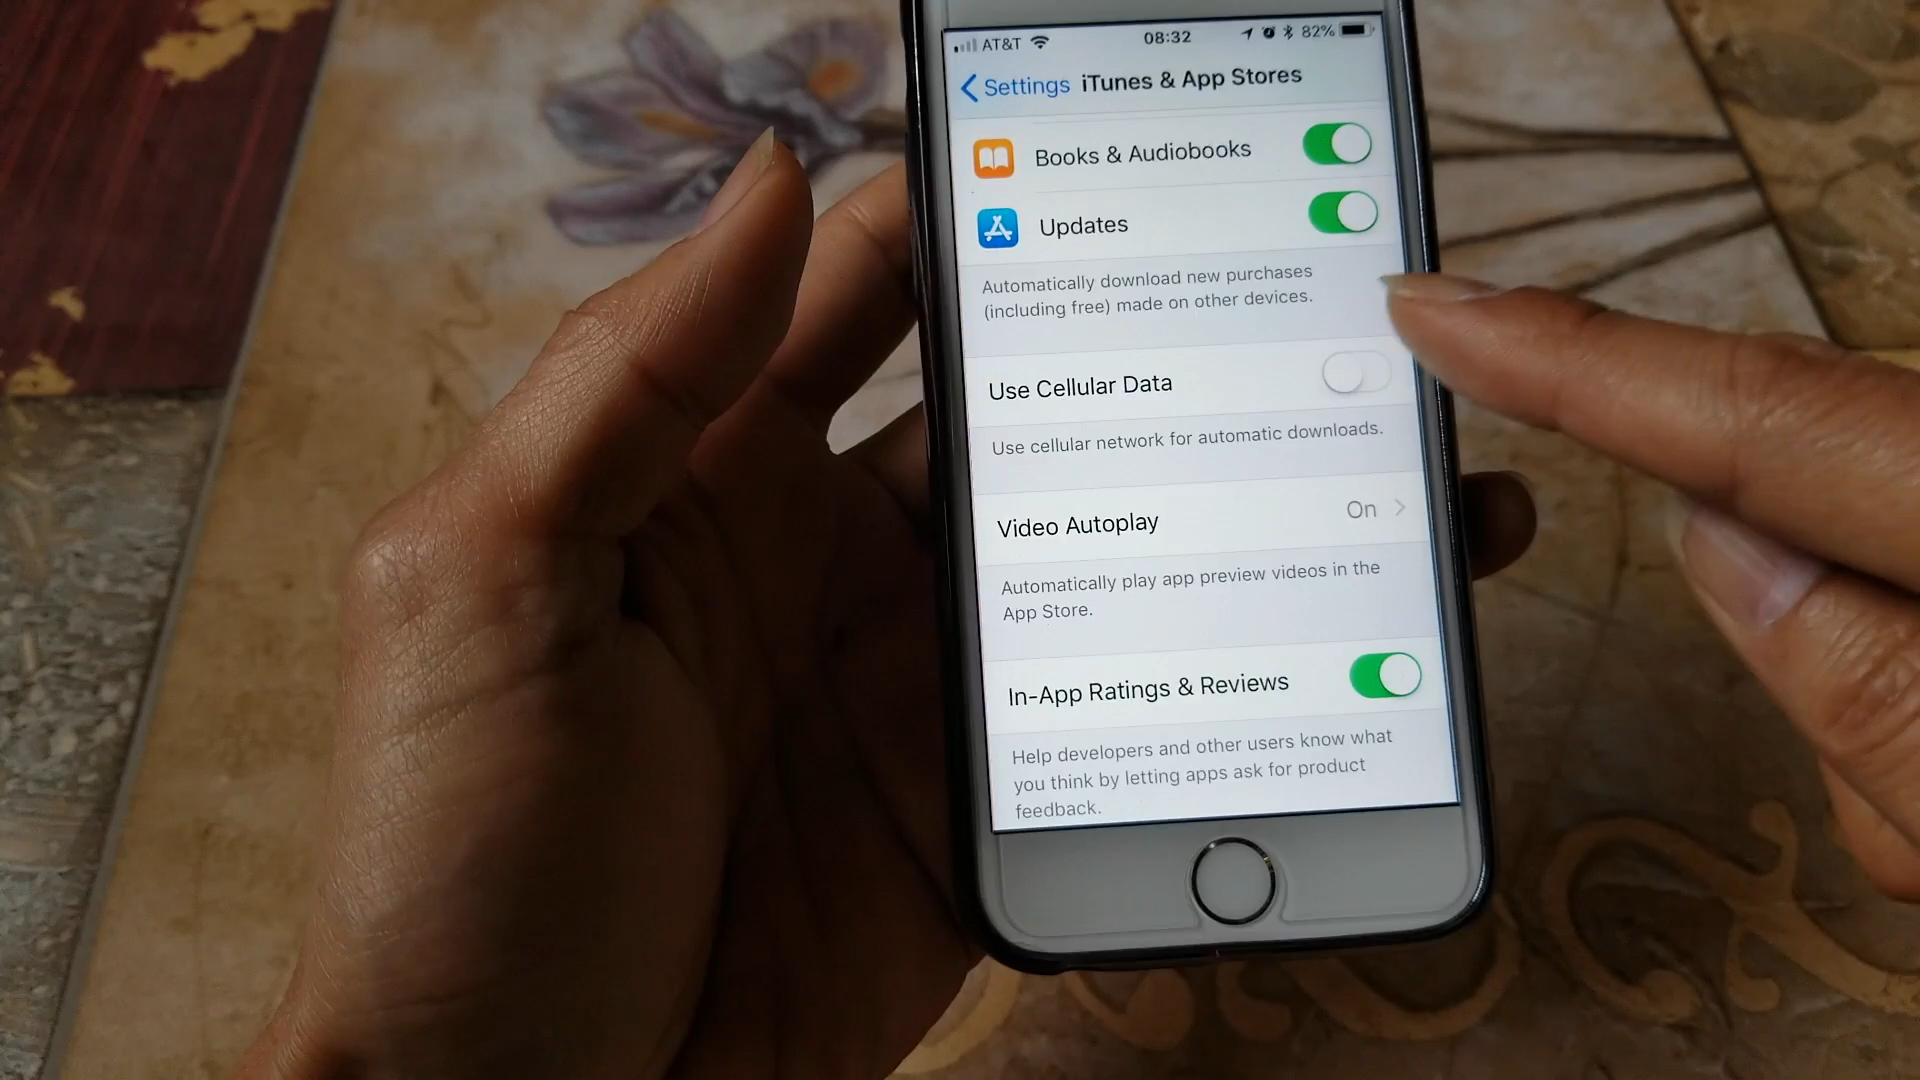 AT&T 08:32 82%
Settings iTunes & App Stores
Books & Audiobooks
Updates
Automatically download new purchases
(including free) made on other devices.
Use Cellular Data
Use cellular network for automatic downloads.
Video Autoplay On
Automatically play app preview videos in the
App Store.
In-App Ratings & Reviews
Help developers and other users know what
you think by letting apps ask for product
feedback.